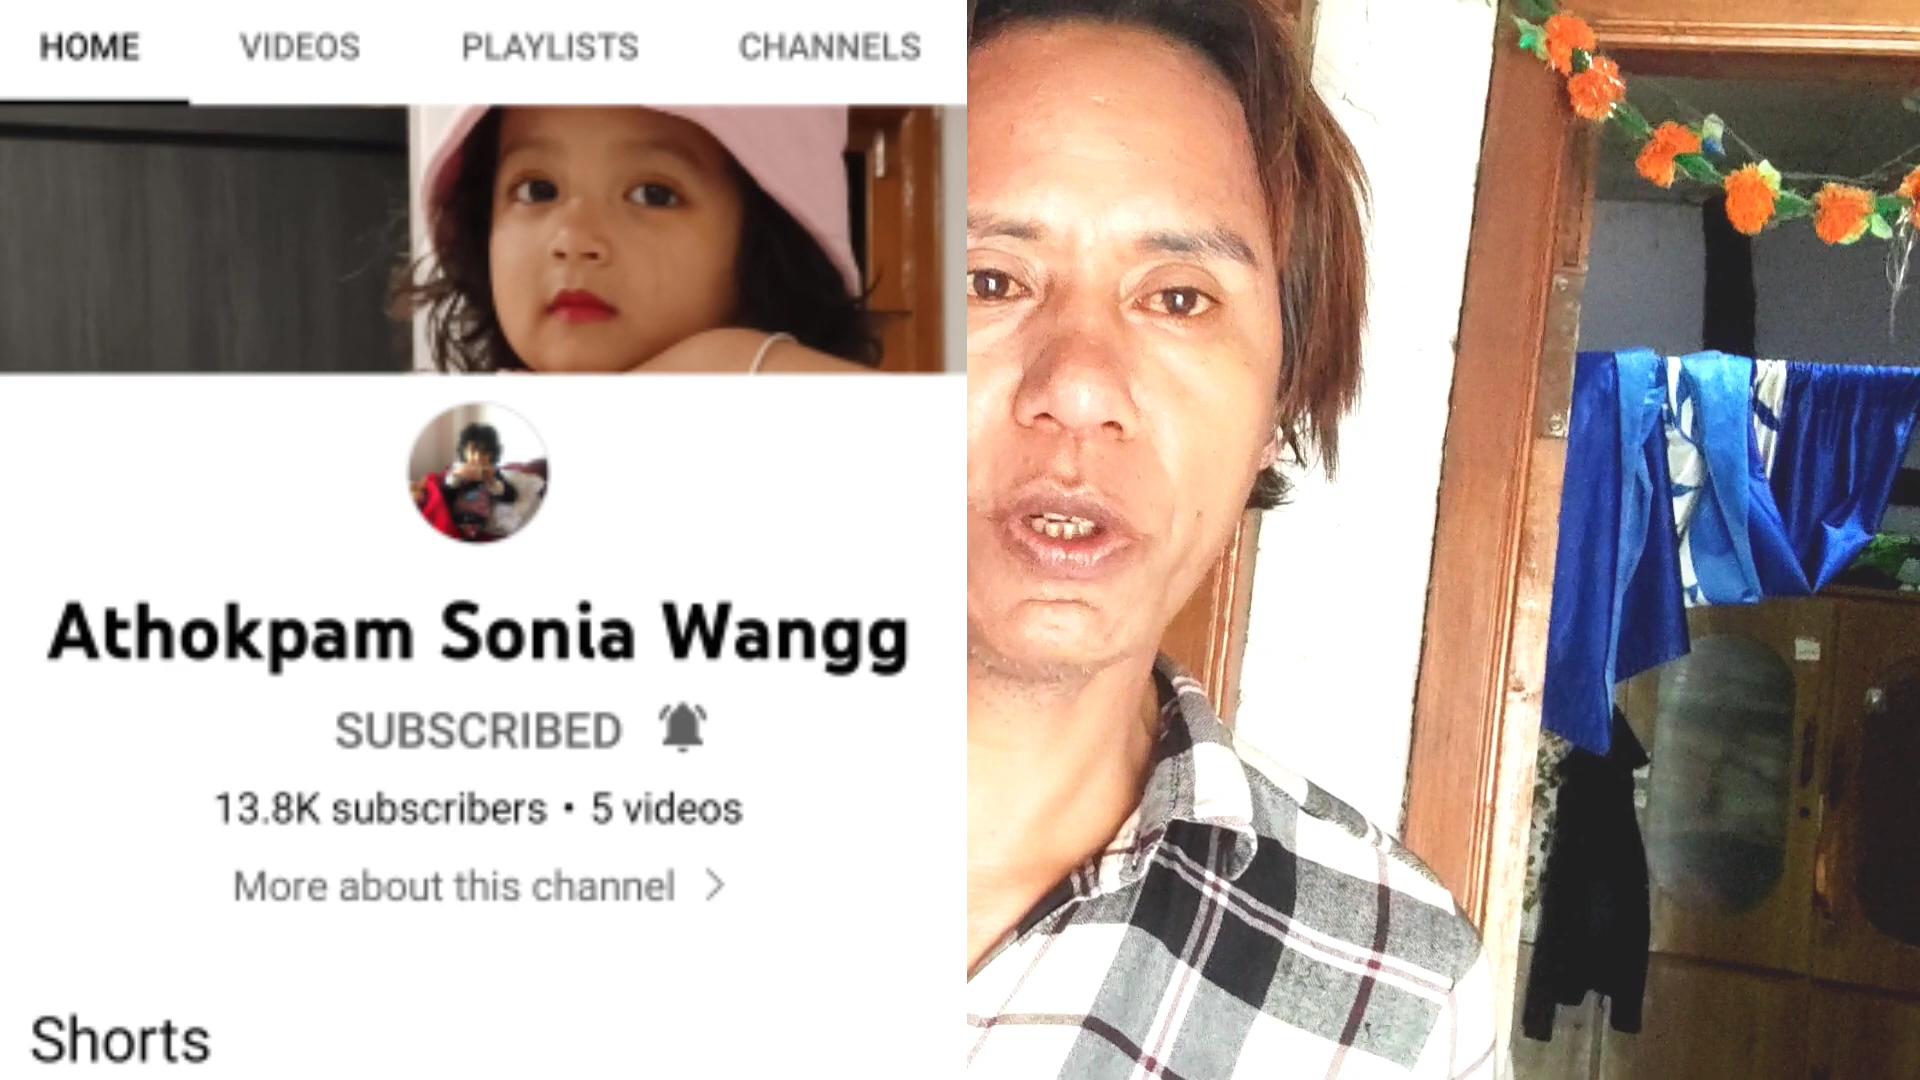 HOME VIDEOS PLAYLISTS CHANNELS
Athokpam Sonia Wangg
SUBSCRIBED
13.8K subscribers • 5 videos
More about this channel >
Shorts